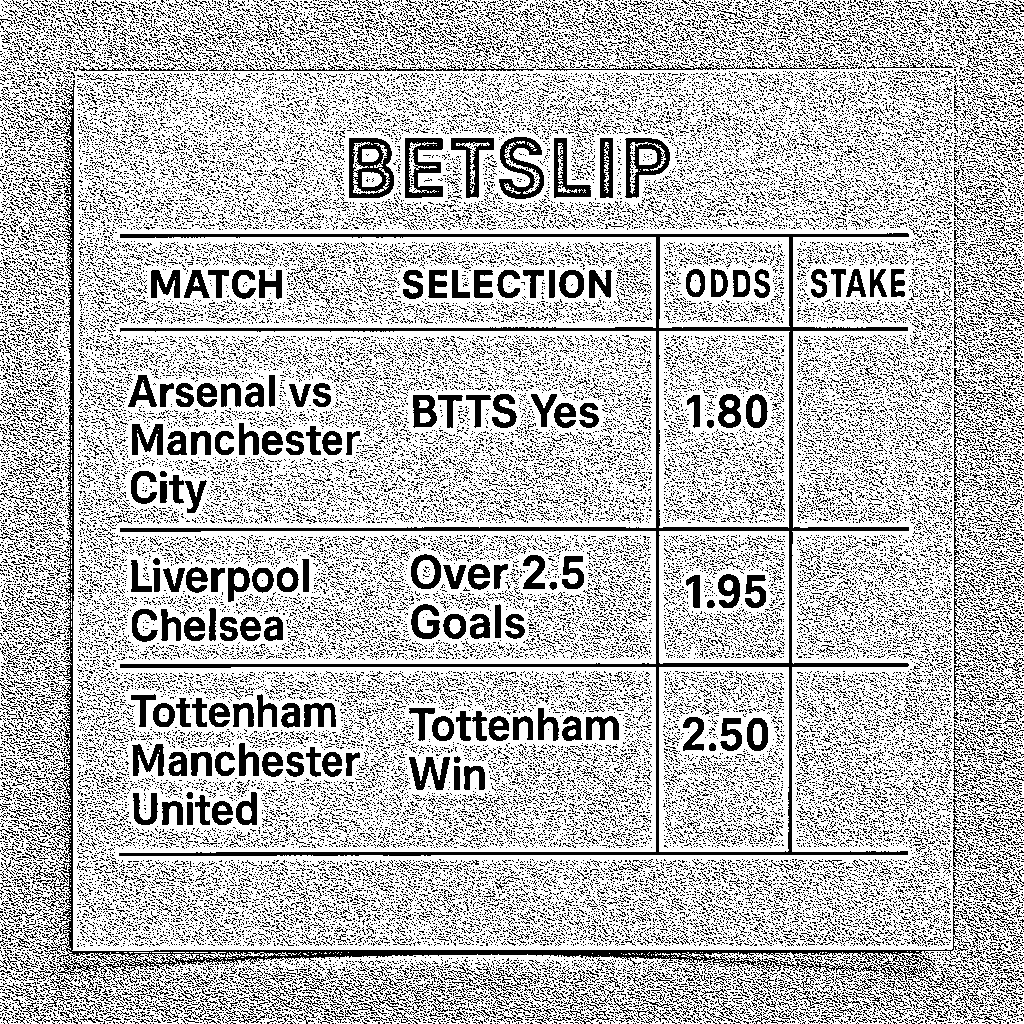 BETSLIP
MATCH SELECTION ODDS STAKE
Arsenal vs
Manchester
City
BTTS Yes
1.80
Liverpool
Chelsea
Over 2.5
Goals
1.95
Tottenham
Manchester
United
Tottenham
Win
2.50